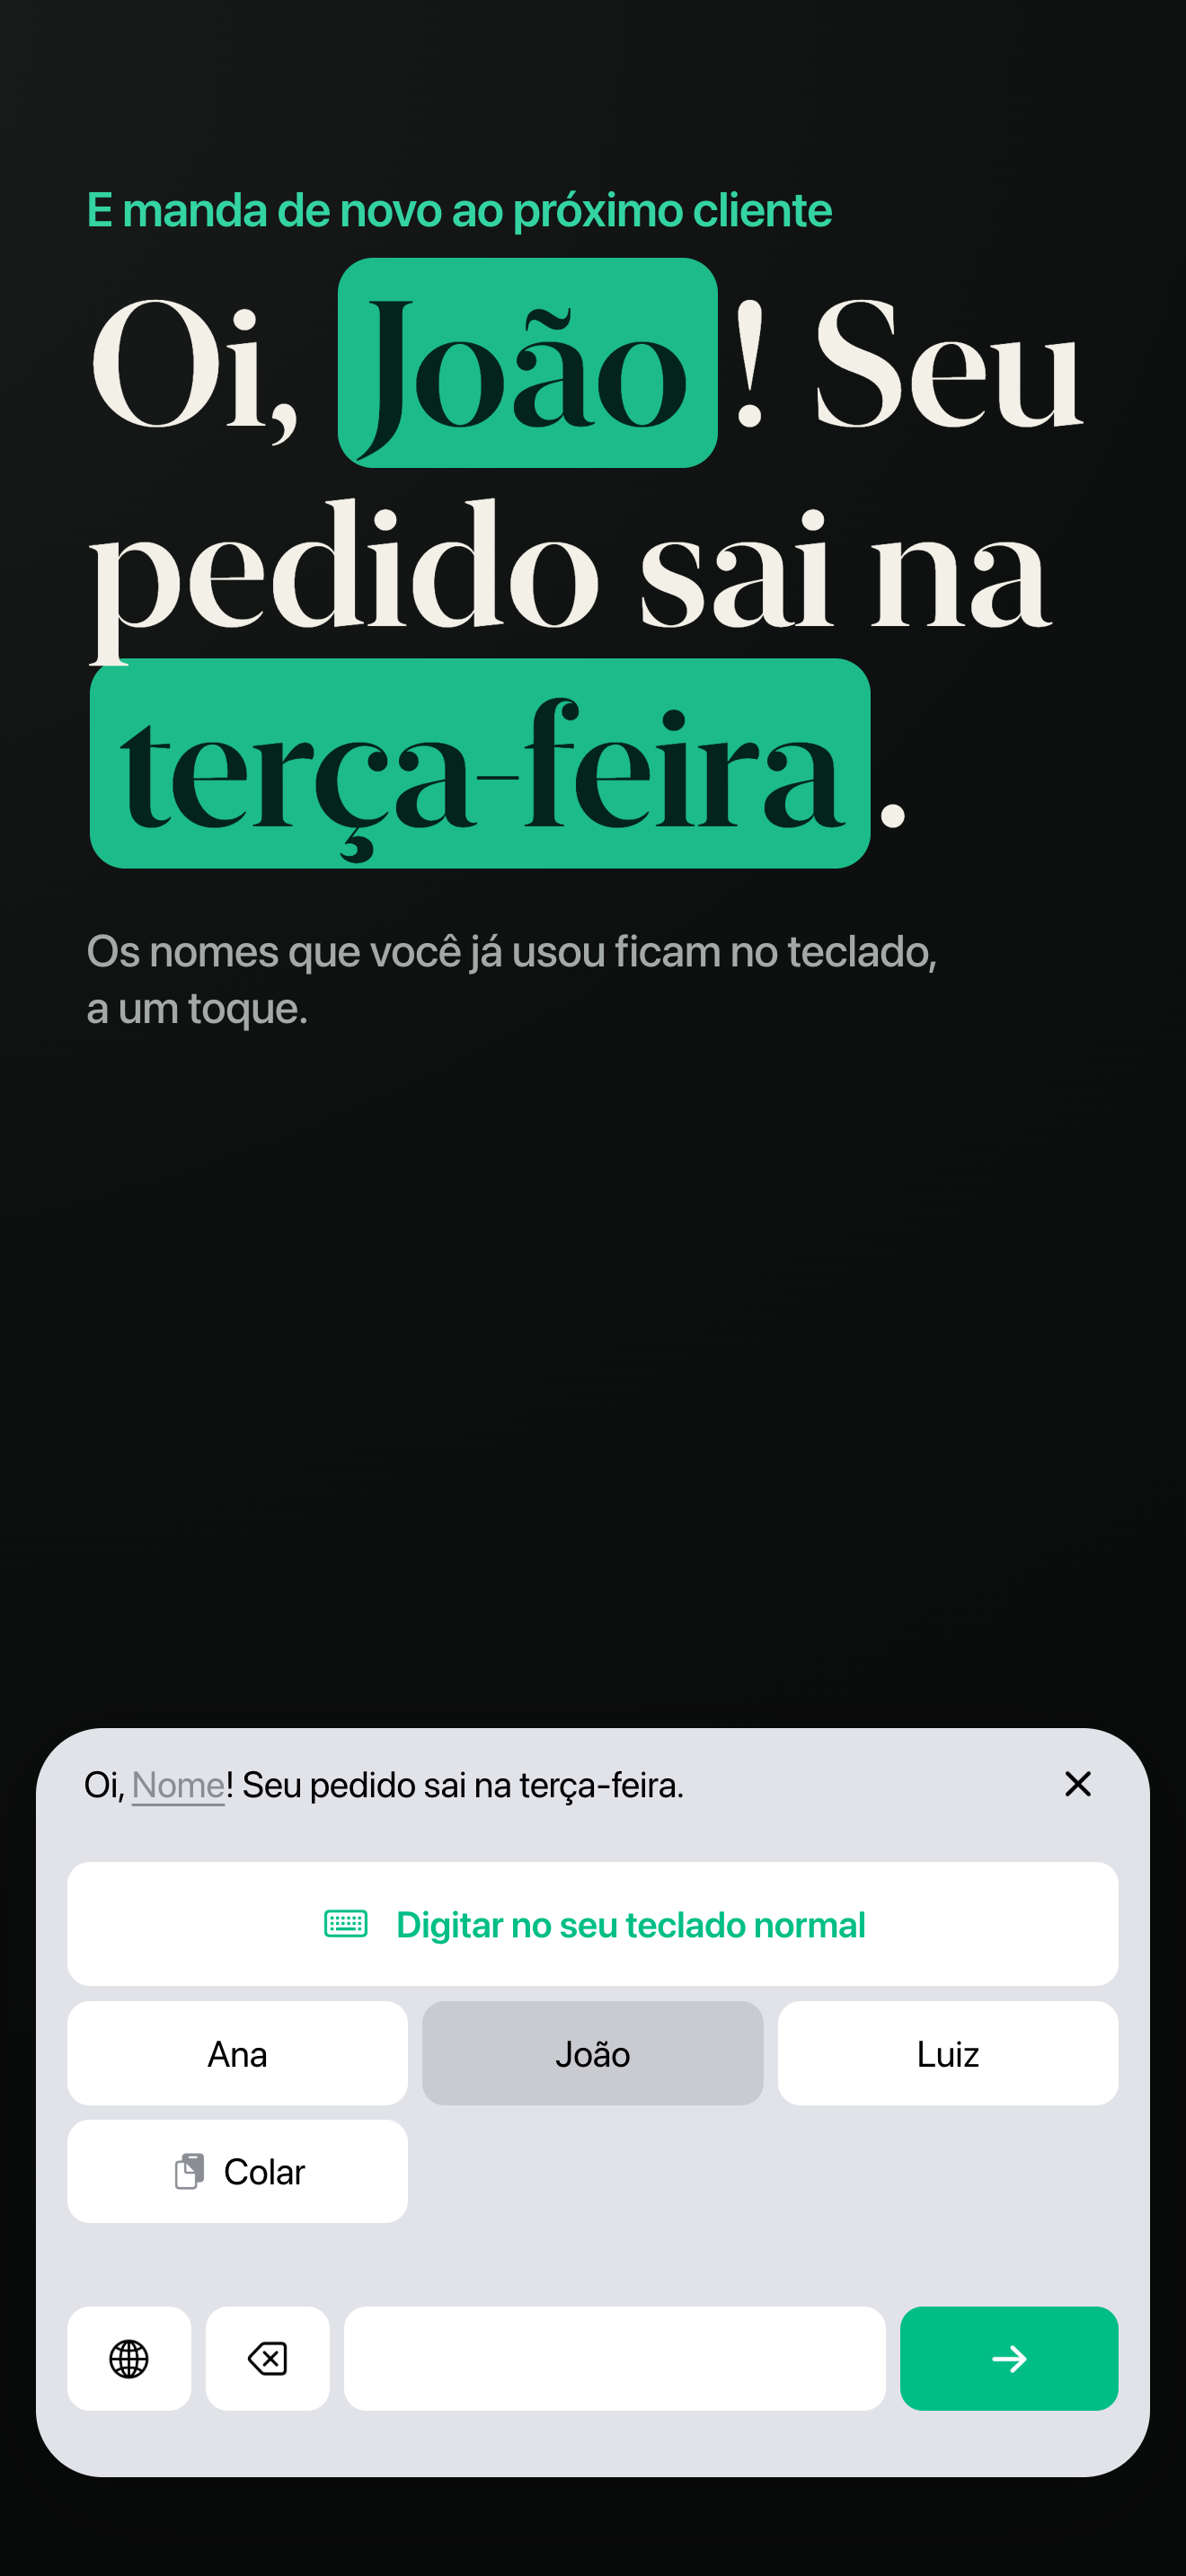 E manda de novo ao próximo cliente
Oi, João! Seu
pedido sai na
terça-feira.
Os nomes que você já usou ficam no teclado,
a um toque.
Oi, Nome! Seu pedido sai na terça-feira.
Digitar no seu teclado normal
Ana
João
Luiz
Colar